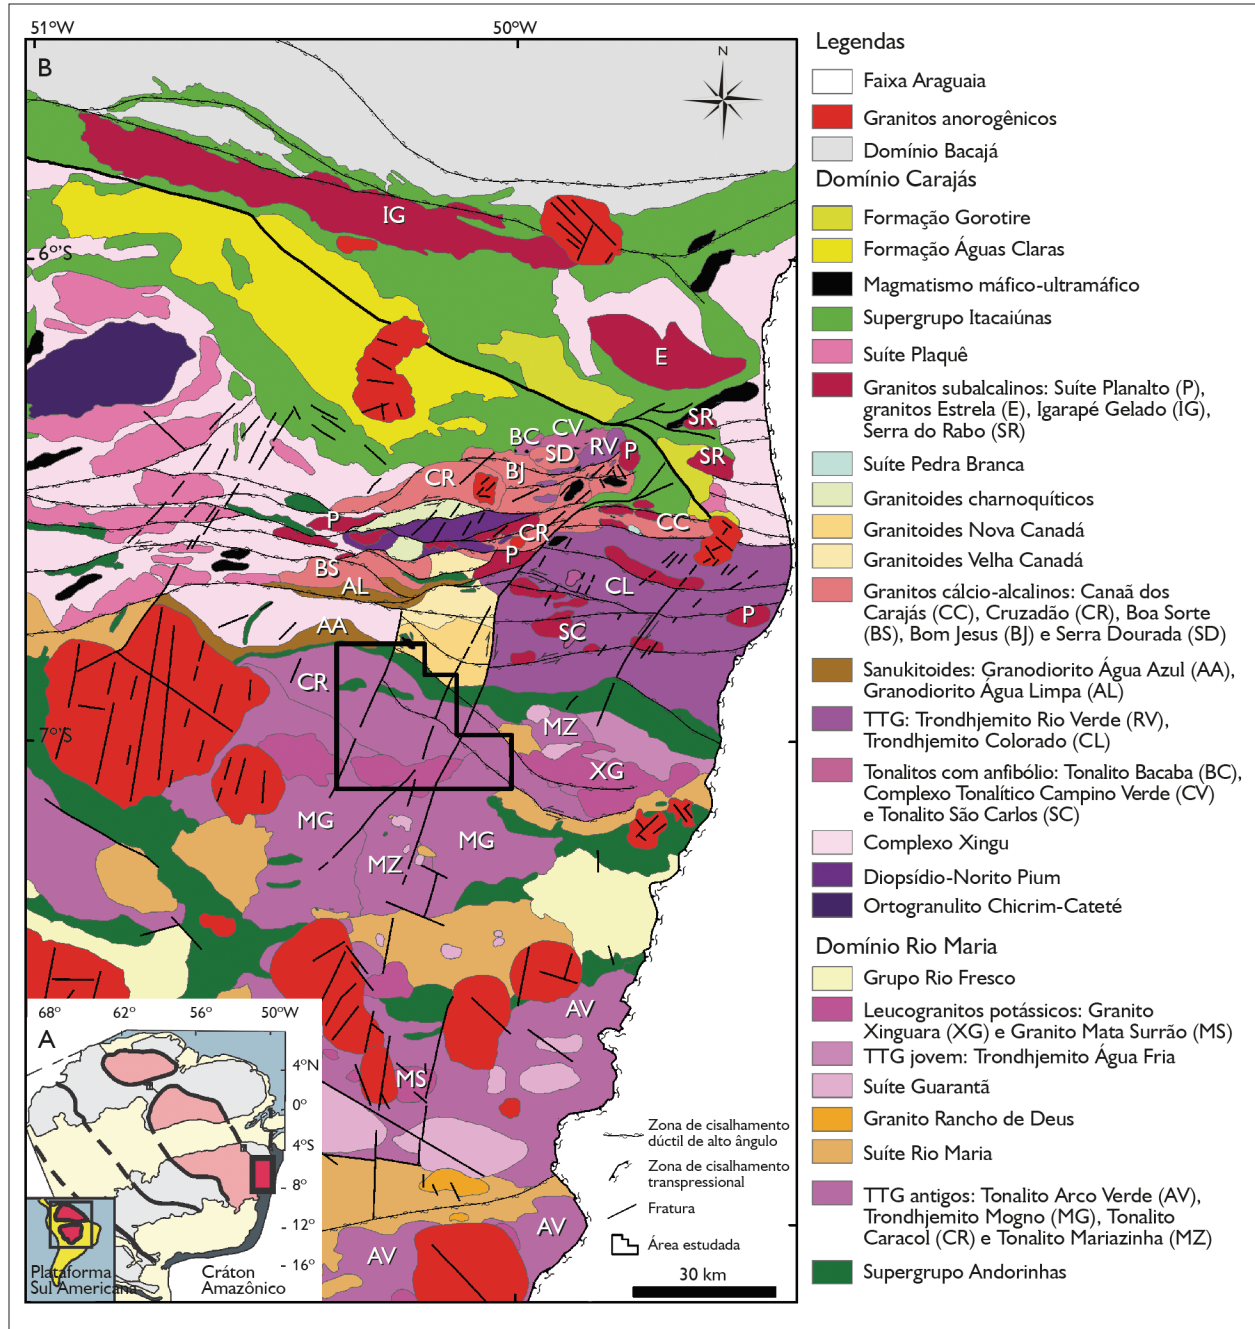 51ºW
50ºW
B
N
IG
6º'S
E
SR
CV
BC
RV
P
SD
SR
BJ
CR
P
CR
CC
P
BS
AL
CL
P
AA
SC
CR
MZ
7º'S
XG
MG
MG
MZ
AV
MS
AV
AV
68º
62º
56º
50ºW
A
4ºN
0º
4ºS
- 8º
- 12º
- 16º
Plataforma
Sul Americana
Cráton
Amazônico
Zona de cisalhamento
dúctil de alto ângulo
Zona de cisalhamento
transpressional
Fratura
Área estudada
30 km
Legendas
Faixa Araguaia
Granitos anorogênicos
Domínio Bacajá
Domínio Carajás
Formação Gorotire
Formação Águas Claras
Magmatismo máfico-ultramáfico
Supergrupo Itacaiúnas
Suíte Plaquê
Granitos subalcalinos: Suíte Planalto (P),
granitos Estrela (E), Igarapé Gelado (IG),
Serra do Rabo (SR)
Suíte Pedra Branca
Granitoides charnoquíticos
Granitoides Nova Canadá
Granitoides Velha Canadá
Granitos cálcio-alcalinos: Canaã dos
Carajás (CC), Cruzadão (CR), Boa Sorte
(BS), Bom Jesus (BJ) e Serra Dourada (SD)
Sanukitoides: Granodiorito Água Azul (AA),
Granodiorito Água Limpa (AL)
TTG: Trondhjemito Rio Verde (RV),
Trondhjemito Colorado (CL)
Tonalitos com anfibólio: Tonalito Bacaba (BC),
Complexo Tonalítico Campino Verde (CV)
e Tonalito São Carlos (SC)
Complexo Xingu
Diopsídio-Norito Pium
Ortogranulito Chicrim-Cateté
Domínio Rio Maria
Grupo Rio Fresco
Leucogranitos potássicos: Granito
Xinguara (XG) e Granito Mata Surrão (MS)
TTG jovem: Trondhjemito Água Fria
Suíte Guarantã
Granito Rancho de Deus
Suíte Rio Maria
TTG antigos: Tonalito Arco Verde (AV),
Trondhjemito Mogno (MG), Tonalito
Caracol (CR) e Tonalito Mariazinha (MZ)
Supergrupo Andorinhas